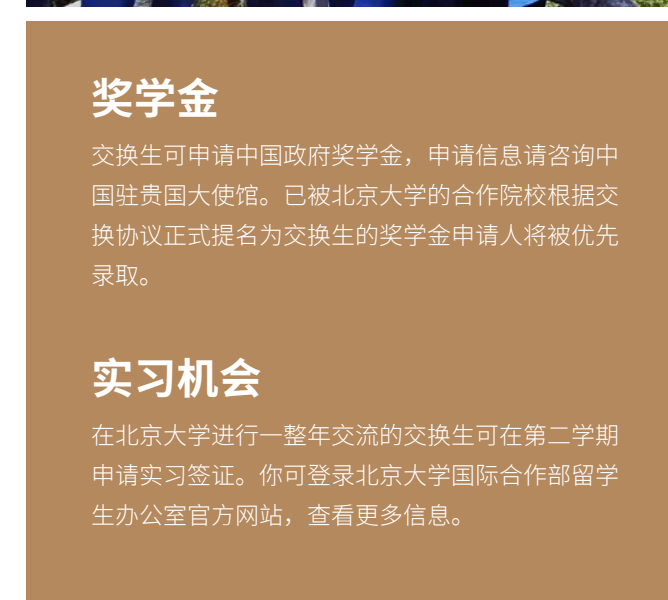 奖学金
交换生可申请中国政府奖学金，申请信息请咨询中
国驻贵国大使馆。已被北京大学的合作院校根据交
换协议正式提名为交换生的奖学金申请人将被优先
录取。
实习机会
在北京大学进行一整年交流的交换生可在第二学期
申请实习签证。你可登录北京大学国际合作部留学
生办公室官方网站，查看更多信息。